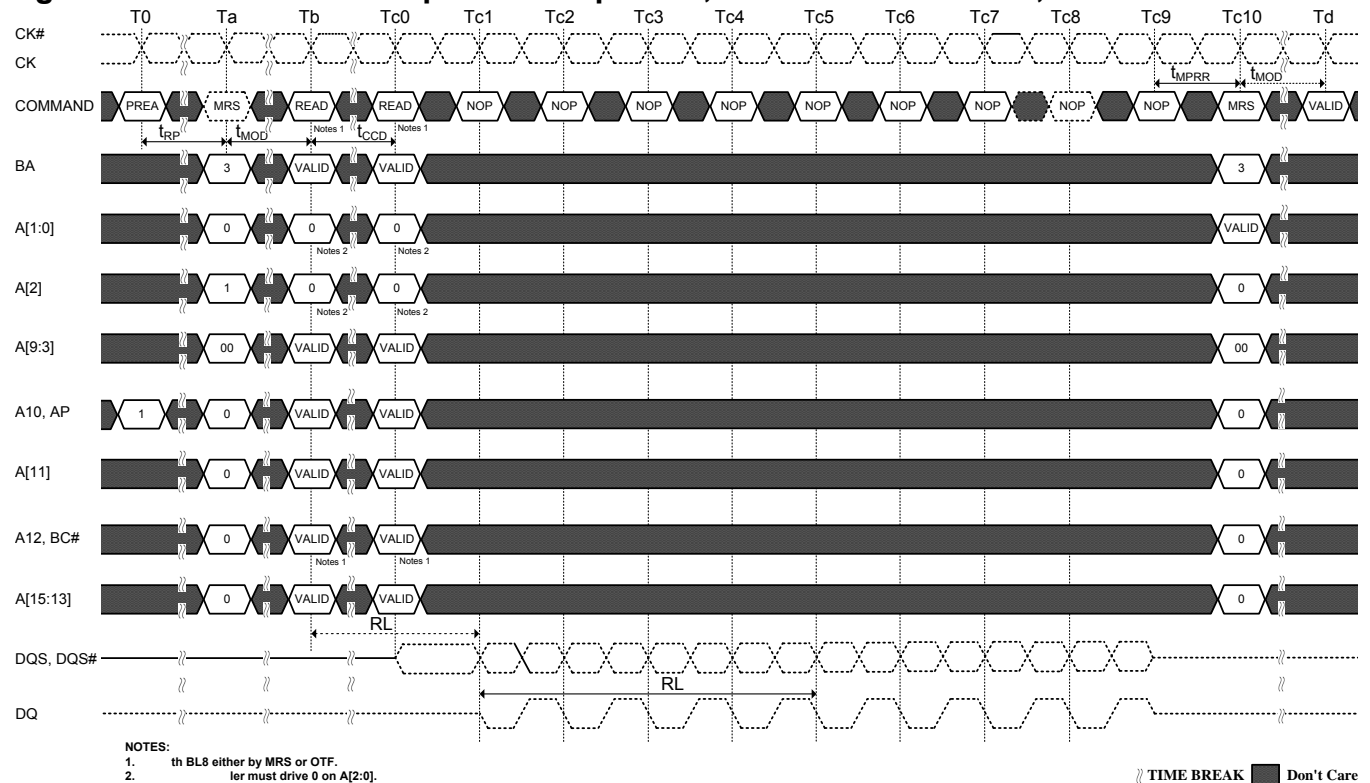 T0 Ta Tb Tc0 Tc1 Tc2 Tc3 Tc4 Tc5 Tc6 Tc7 Tc8 Tc9 Tc10 Td
CK#
CK
tMPRR tMOD
COMMAND PREA MRS READ READ NOP NOP NOP NOP NOP NOP NOP NOP NOP MRS VALID
tRP tMOD Notes 1 tCCD Notes 1
BA 3 VALID VALID 3
A[1:0] 0 0 0 VALID
Notes 2 Notes 2
A[2] 1 0 0 0
Notes 2 Notes 2
A[9:3] 00 VALID VALID 00
A10, AP 1 0 VALID VALID 0
A[11] 0 VALID VALID 0
A12, BC# 0 VALID VALID 0
Notes 1 Notes 1
A[15:13] 0 VALID VALID 0
RL
DQS, DQS#
RL
DQ
NOTES:
1. th BL8 either by MRS or OTF.
2. ler must drive 0 on A[2:0].
TIME BREAK Don't Care